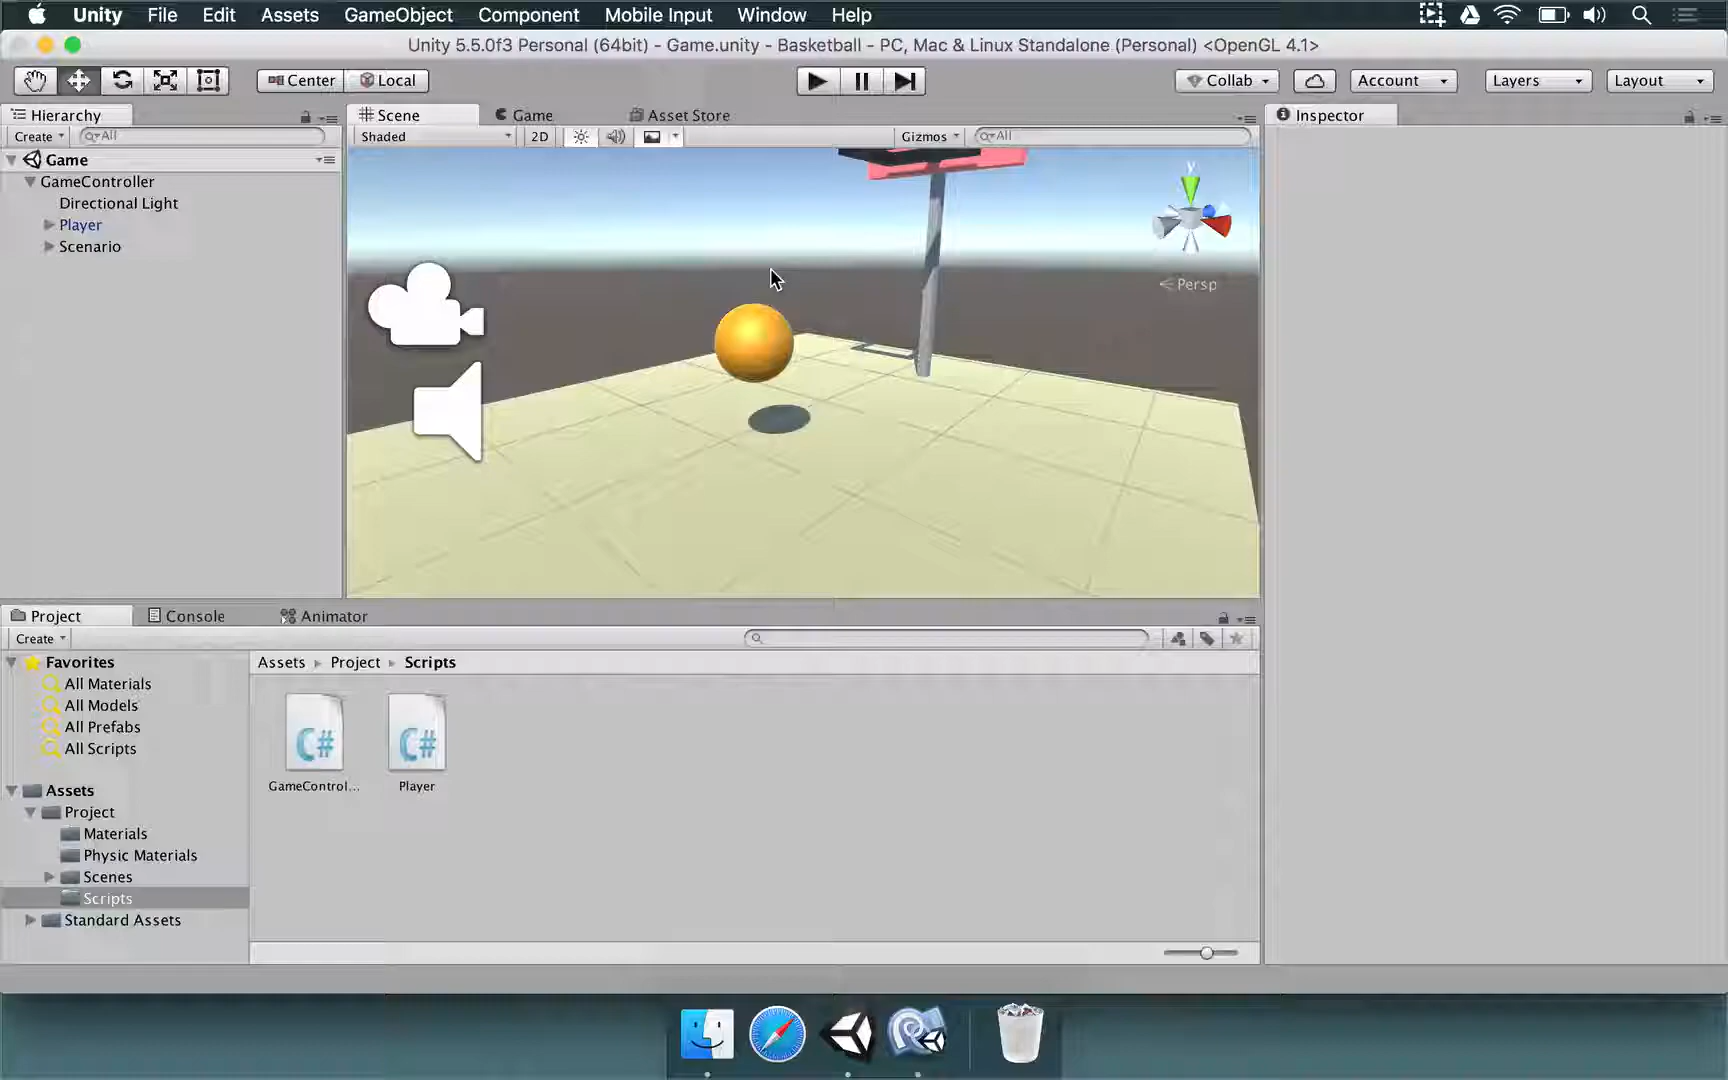 Unity File Edit Assets GameObject Component Mobile Input Window Help
Unity 5.5.0f3 Personal (64bit) - Game.unity - Basketball - PC, Mac & Linux Standalone (Personal) <OpenGL 4.1>
Center Local Collab Account Layers Layout
Hierarchy Scene Game Asset Store Inspector
Create All Shaded 2D Gizmos All
Game
GameController
Directional Light
Player
Scenario
y
Persp
Project Console Animator
Create
Favorites
All Materials
All Models
All Prefabs
All Scripts
Assets
Project
Materials
Physic Materials
Scenes
Scripts
Standard Assets
Assets Project Scripts
C# C#
GameControl... Player